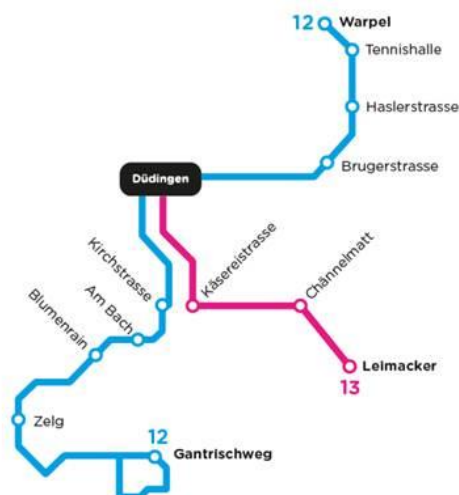 12 Warpel
Tennishalle
Haslerstrasse
Brugerstrasse
Düdingen
Kirchstrasse
Käsereistrasse
Am Bach
Blumenrain
Chännelmatt
Leimacker
13
Zelg
12
Gantrischweg